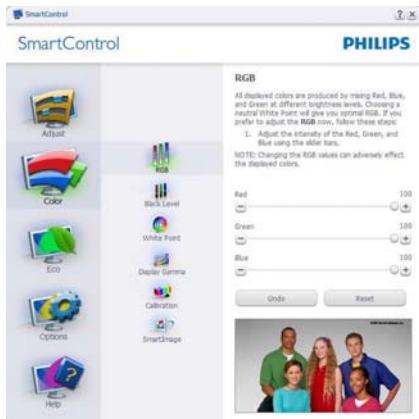 SmartControl
SmartControl
PHILIPS
Adjust
Color
Eco
Options
Help
RGB
Black Level
White Point
Display Gamma
Calibration
SmartImage
RGB
All displayed colors are produced by mixing Red, Blue,
and Green at different brightness levels. Choosing a
neutral White Point will give you optimal RGB. If you
prefer to adjust the RGB now, follow these steps:
1. Adjust the intensity of the Red, Green, and
Blue using the slider bars.
NOTE: Changing the RGB values can adversely effect
the displayed colors.
Red 100
Green 100
Blue 100
Undo Reset